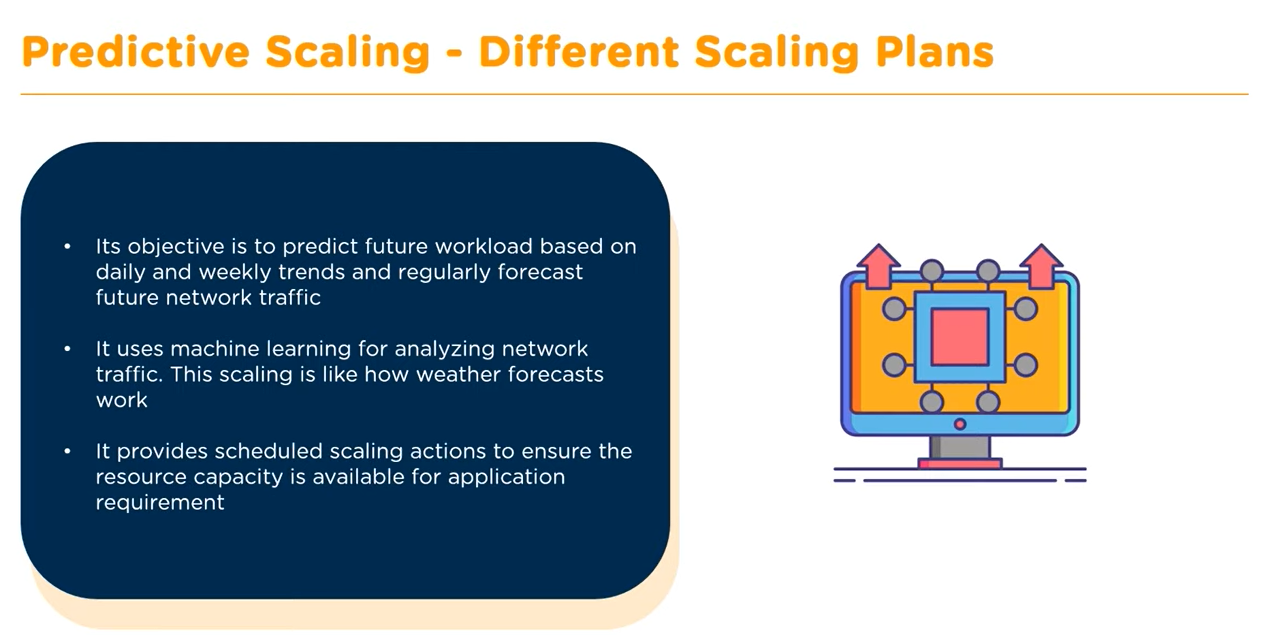 Predictive Scaling - Different Scaling Plans
• Its objective is to predict future workload based on
daily and weekly trends and regularly forecast
future network traffic
• It uses machine learning for analyzing network
traffic. This scaling is like how weather forecasts
work
• It provides scheduled scaling actions to ensure the
resource capacity is available for application
requirement